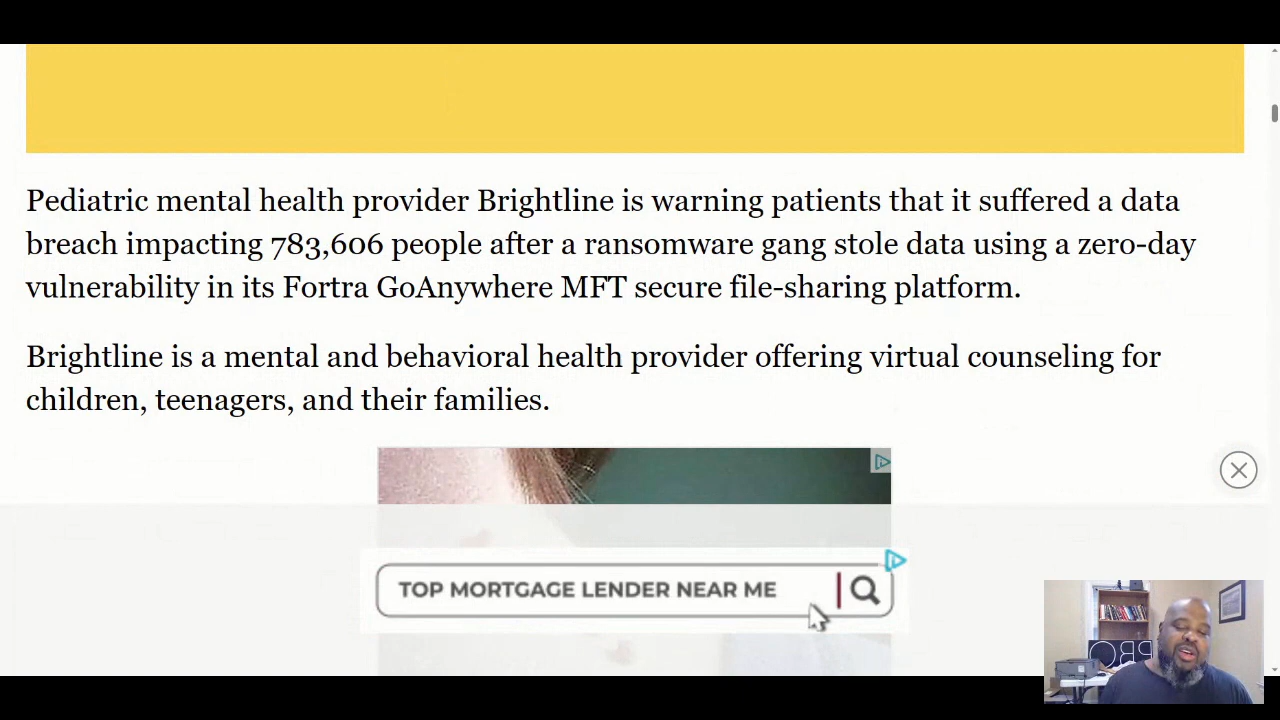 Pediatric mental health provider Brightline is warning patients that it suffered a data
breach impacting 783,606 people after a ransomware gang stole data using a zero-day
vulnerability in its Fortra GoAnywhere MFT secure file-sharing platform.
Brightline is a mental and behavioral health provider offering virtual counseling for
children, teenagers, and their families.
TOP MORTGAGE LENDER NEAR ME